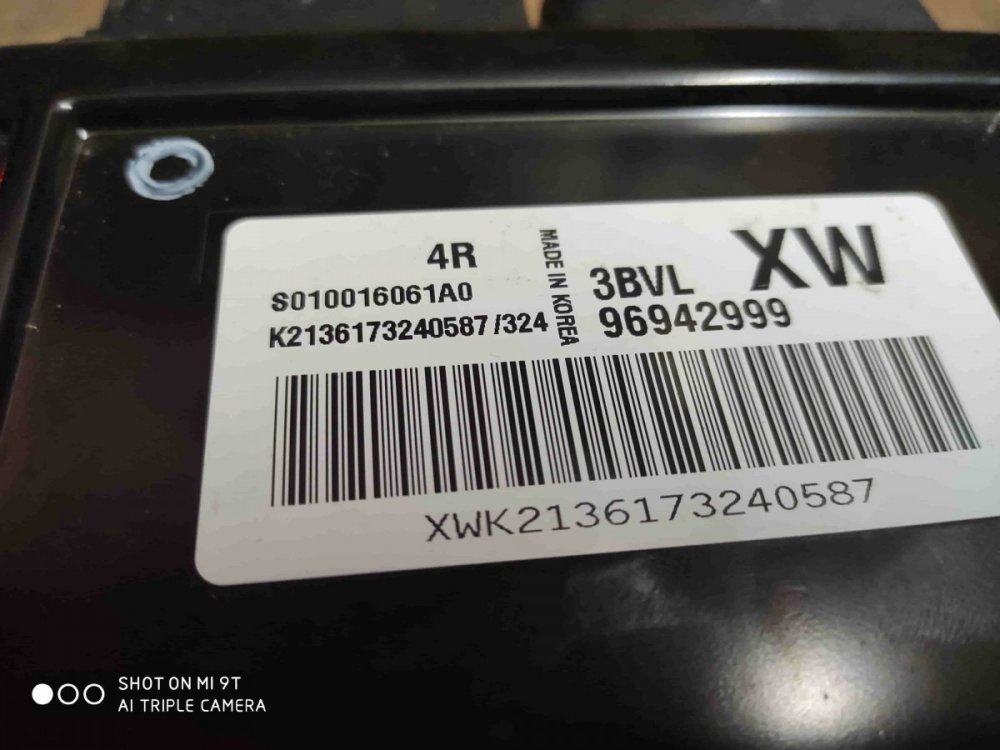 4R
S010016061A0
K2136173240587 /324
MADE IN KOREA
3BVL
XW
96942999
XWK2136173240587
SHOT ON MI 9T
AI TRIPLE CAMERA